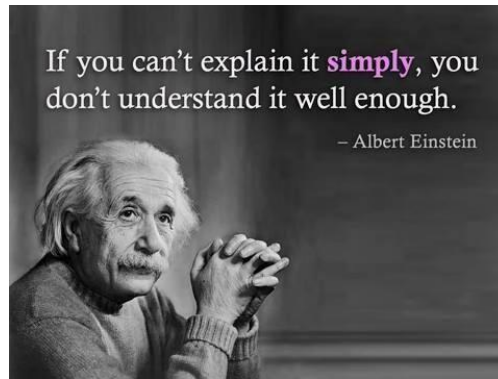 If you can’t explain it simply, you
don’t understand it well enough.
– Albert Einstein